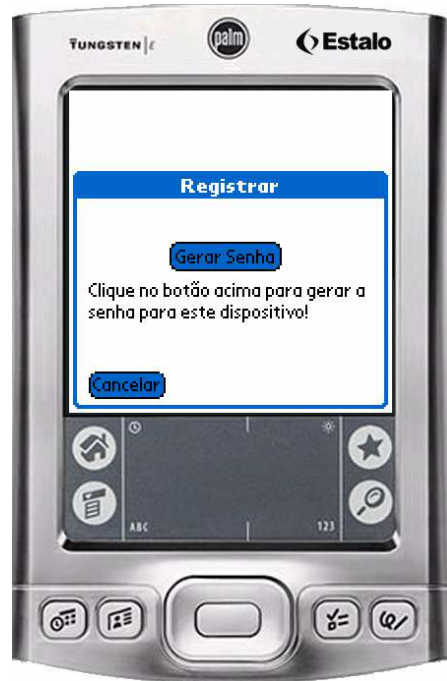 TUNGSTEN|E
palm
Estalo
Registrar
Gerar Senha
Clique no botão acima para gerar a
senha para este dispositivo!
Cancelar
ABC
123